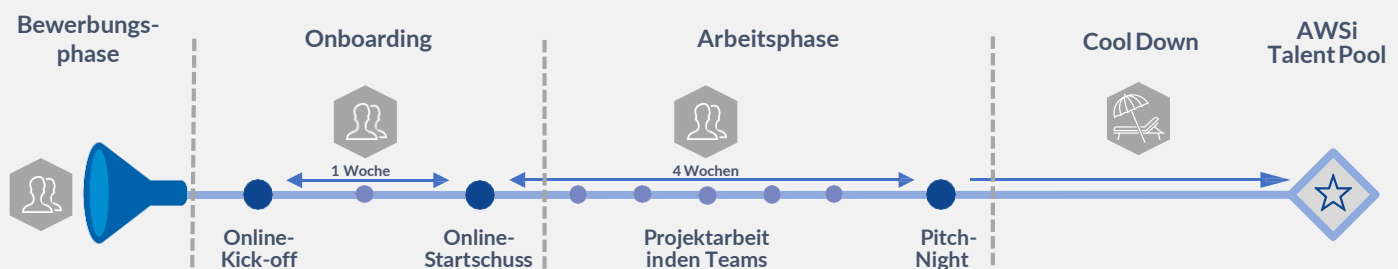 Bewerbungs-
phase
Onboarding
Arbeitsphase
Cool Down
AWSi
Talent Pool
1 Woche
4 Wochen
Online-
Kick-off
Online-
Startschuss
Projektarbeit
inden Teams
Pitch-
Night